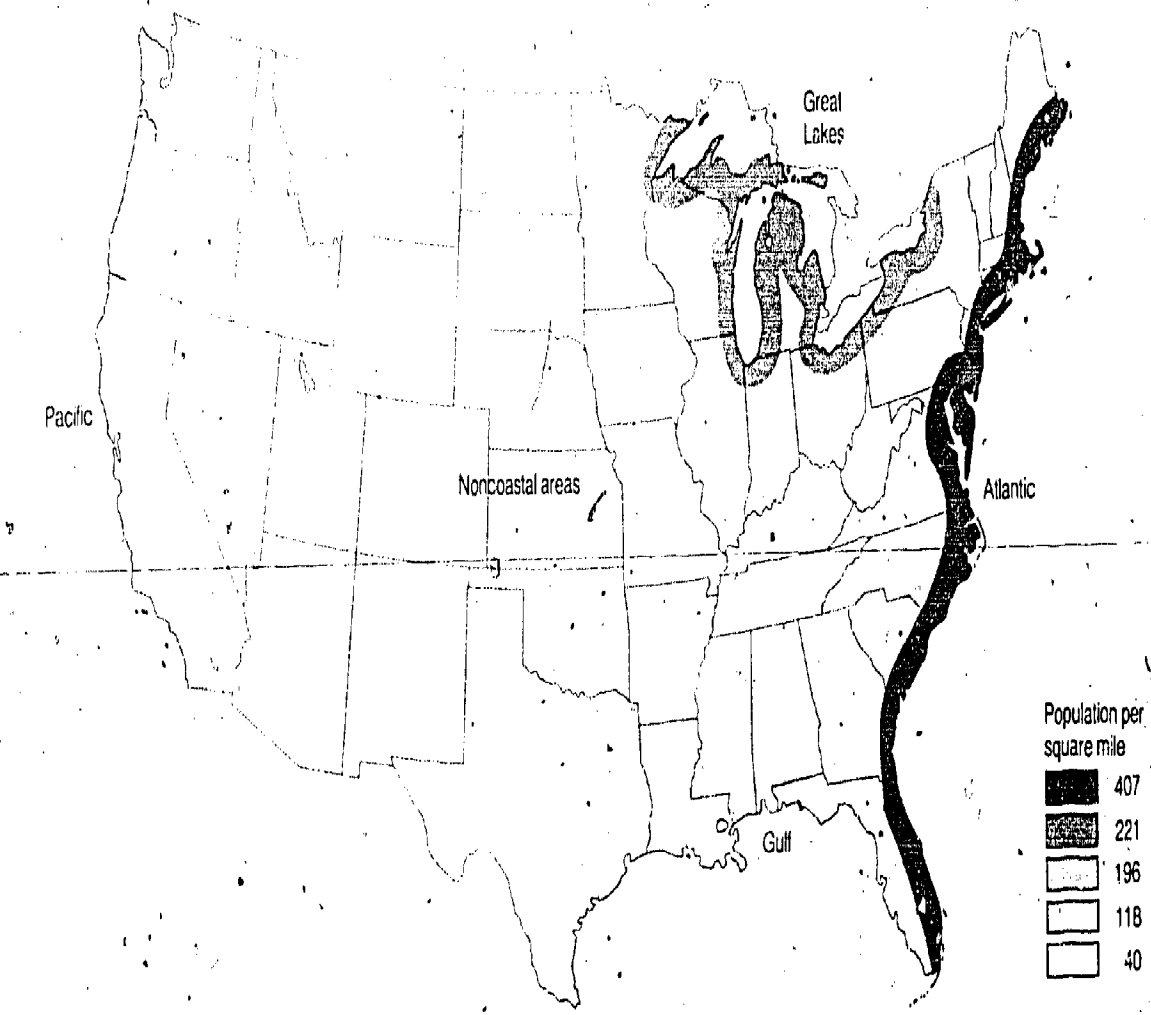 Great
Lakes
Pacific
Noncoastal areas
Atlantic
Gulf
Population per
square mile
407
221
196
118
40